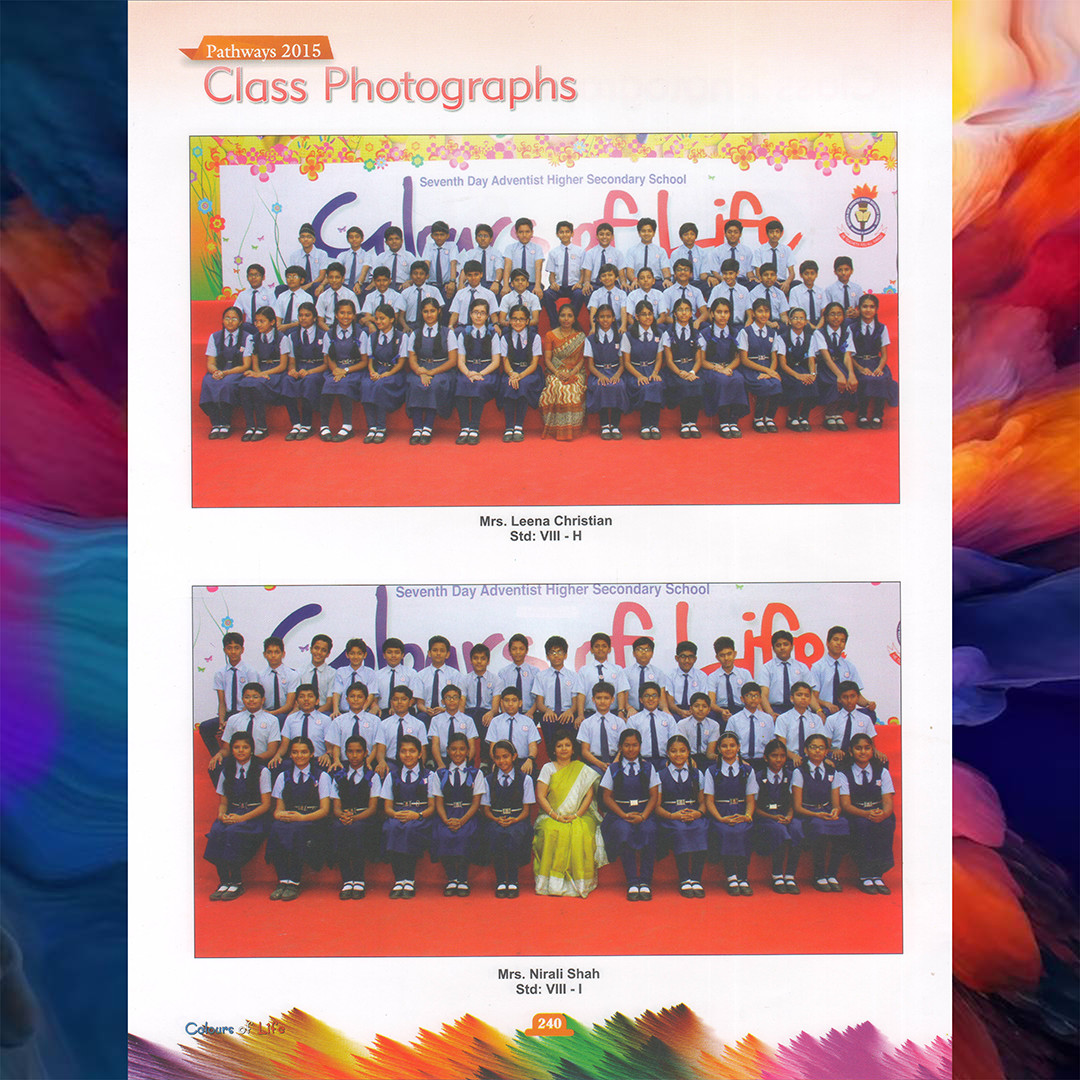 Pathways 2015
Class Photographs
Seventh Day Adventist Higher Secondary School
Colours of Life
Mrs. Leena Christian
Std: VIII - H
Seventh Day Adventist Higher Secondary School
Colours of Life
Mrs. Nirali Shah
Std: VIII - I
Colours of Life
240